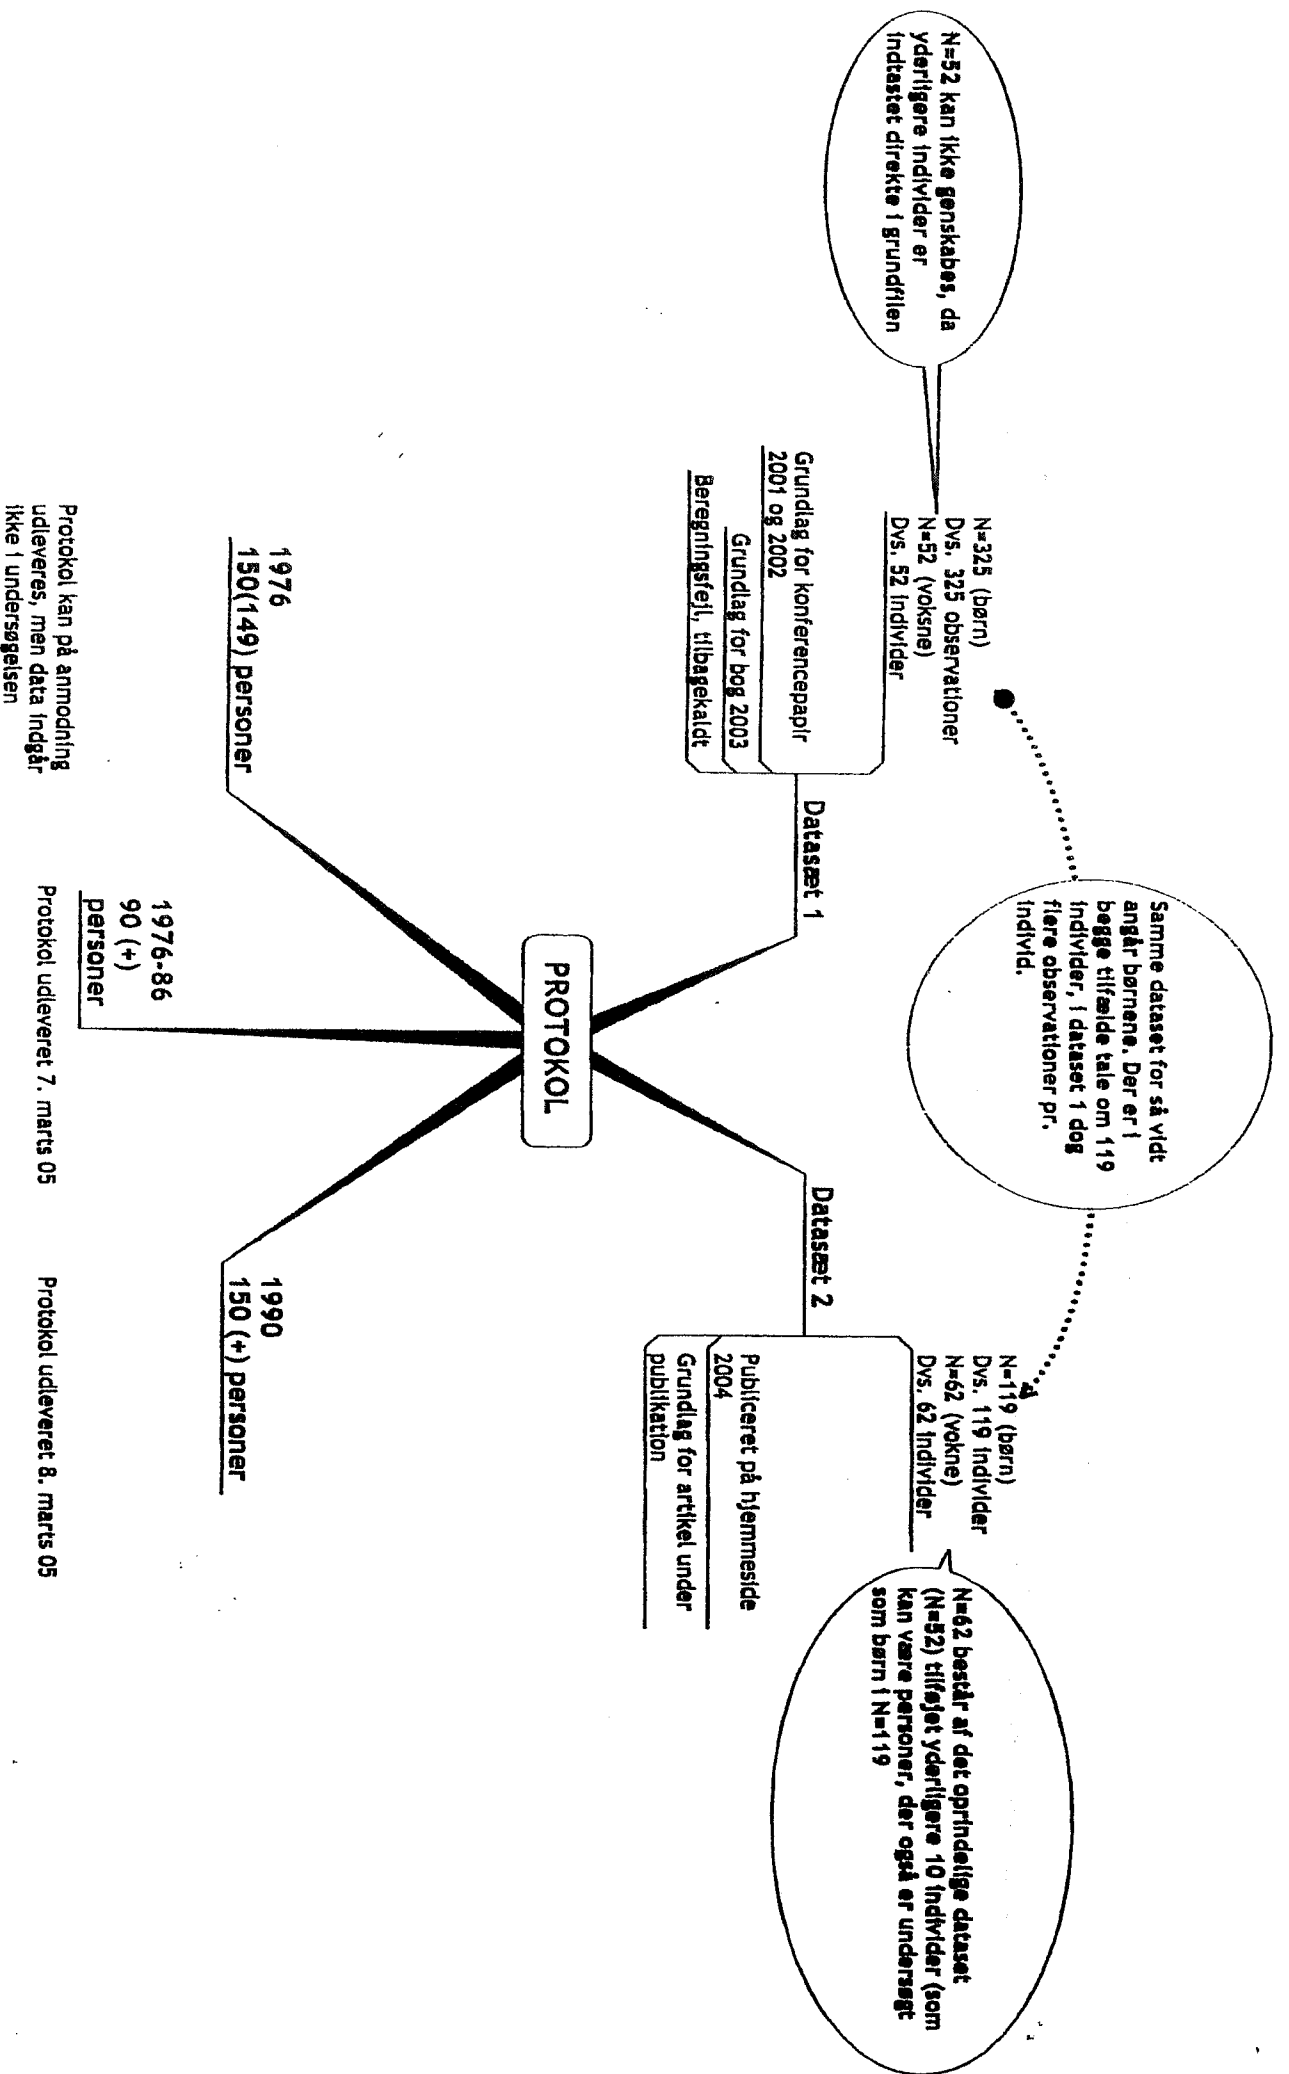 N=52 kan ikke genskabes, da
yderligere individer er
indtastet direkte i grundfilen
N=325 (børn)
Dvs. 325 observationer
N=52 (voksne)
Dvs. 52 individer
Grundlag for konferencepapir
2001 og 2002
Grundlag for bog 2003
Beregningsfejl, tilbagekaldt
Datasæt 1
Samme dataset for så vidt
angår børnene. Der er i
begge tilfælde tale om 119
individer, i dataset 1 dog
flere observationer pr.
individ.
Datasæt 2
N=119 (børn)
Dvs. 119 individer
N=62 (vokne)
Dvs. 62 individer
Publiceret på hjemmeside
2004
Grundlag for artikel under
publikation
N=62 består af det oprindelige dataset
(N=52) tilføjet yderligere 10 individer (som
kan være personer, der også er undersøgt
som børn i N=119
PROTOKOL
1976
150(149) personer
Protokol kan på anmodning
udleveres, men data indgår
ikke i undersøgelsen
1976-86
90 (+)
personer
Protokol udleveret 7. marts 05
1990
150 (+) personer
Protokol udleveret 8. marts 05